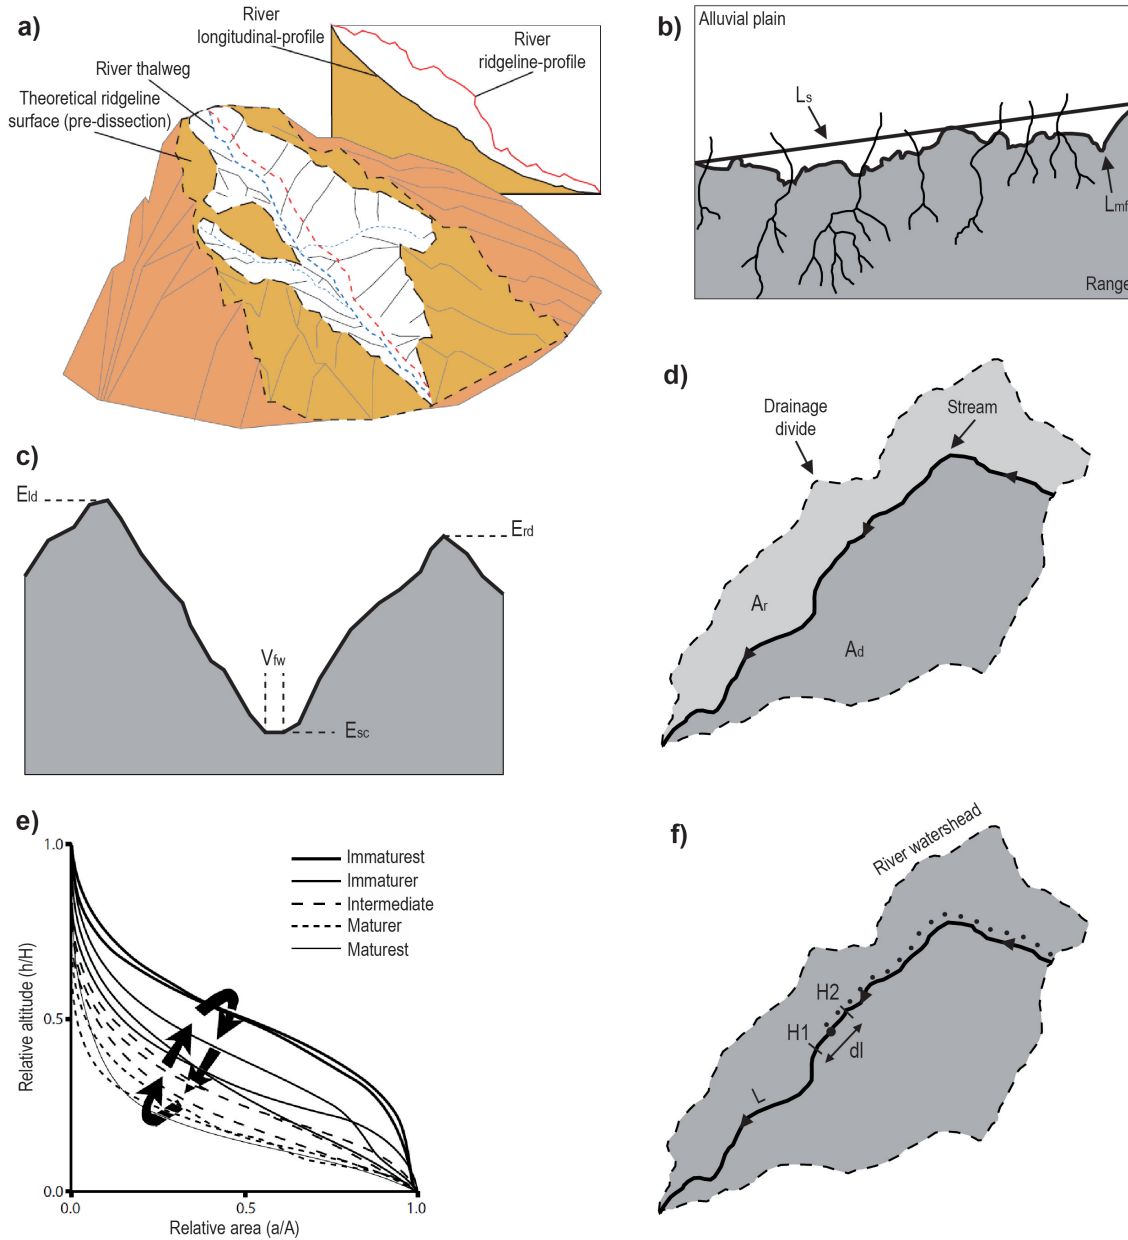 a)
River
longitudinal-profile
River
ridgeline-profile
River thalweg
Theoretical ridgeline
surface (pre-dissection)
b)
Alluvial plain
Ls
Lmf
Range
c)
Eld
Erd
Vfw
Esc
d)
Drainage
divide
Stream
Ar
Ad
e)
1.0
0.5
0.0
Relative altitude (h/H)
Immaturest
Immaturer
Intermediate
Maturer
Maturest
0.0
0.5
1.0
Relative area (a/A)
f)
River watershead
H2
H1
dl
L